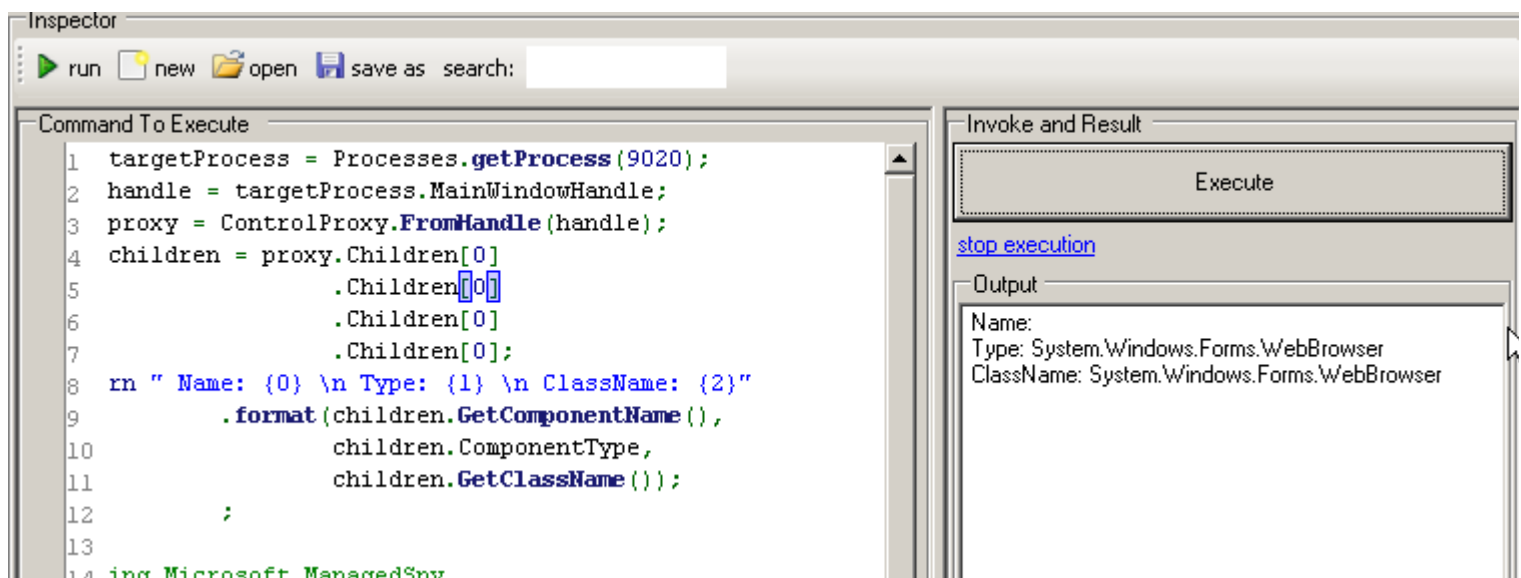 Inspector
run new open save as search:
Command To Execute
1 targetProcess = Processes.getProcess(9020);
2 handle = targetProcess.MainWindowHandle;
3 proxy = ControlProxy.FromHandle(handle);
4 children = proxy.Children[0]
5 .Children[0]
6 .Children[0]
7 .Children[0];
8 rn " Name: {0} \n Type: {1} \n ClassName: {2}"
9 .format(children.GetComponentName(),
10 children.ComponentType,
11 children.GetClassName());
12 ;
13
14 ing Microsoft.ManagedSpy
Invoke and Result
Execute
stop execution
Output
Name:
Type: System.Windows.Forms.WebBrowser
ClassName: System.Windows.Forms.WebBrowser